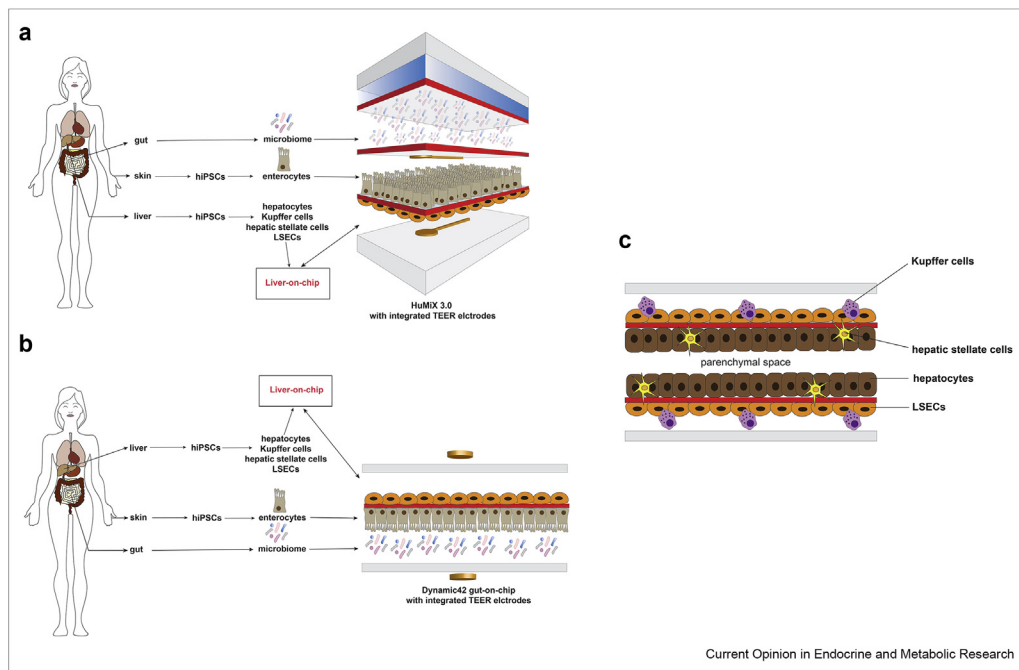 a
gut
microbiome
skin
hiPSCs
enterocytes
liver
hiPSCs
hepatocytes
Kupffer cells
hepatic stellate cells
LSECs
Liver-on-chip
HuMiX 3.0
with integrated TEER elctrodes
b
Liver-on-chip
liver
hiPSCs
hepatocytes
Kupffer cells
hepatic stellate cells
LSECs
skin
hiPSCs
enterocytes
gut
microbiome
Dynamic42 gut-on-chip
with integrated TEER elctrodes
c
Kupffer cells
hepatic stellate cells
parenchymal space
hepatocytes
LSECs
Current Opinion in Endocrine and Metabolic Research